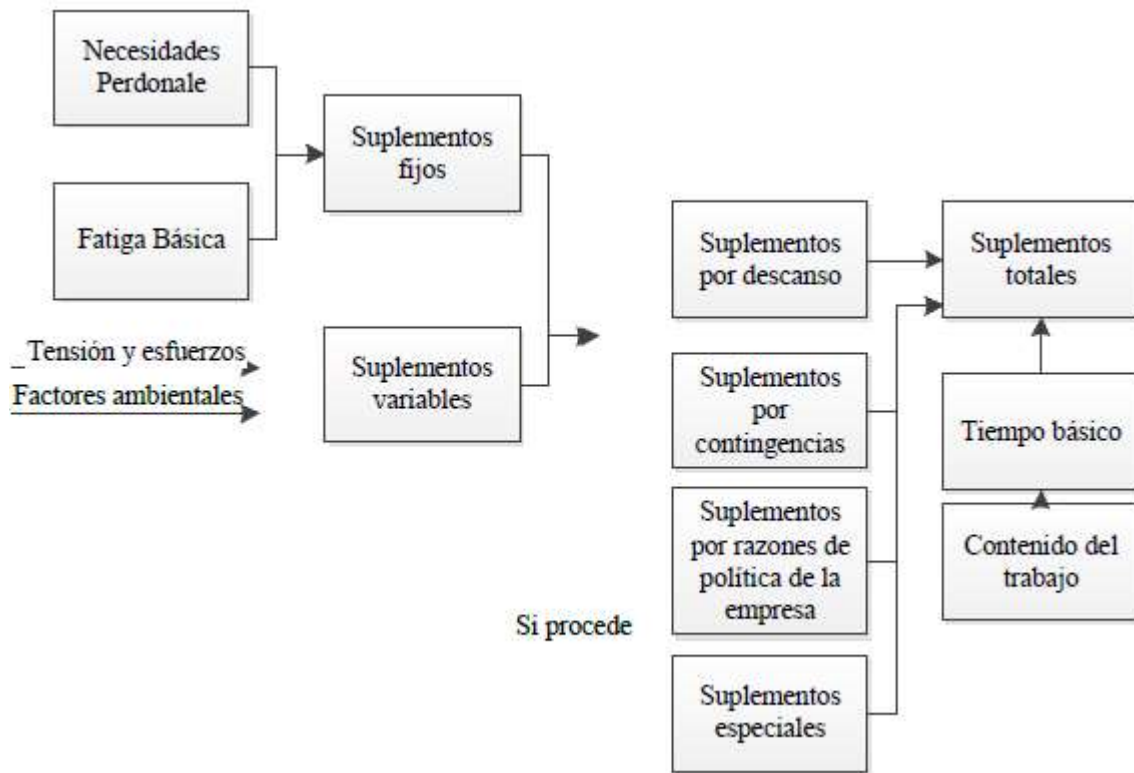 Necesidades
Perdonale
Fatiga Básica
_Tensión y esfuerzos
Factores ambientales
Suplementos
fijos
Suplementos
variables
Suplementos
por descanso
Suplementos
por
contingencias
Suplementos
por razones de
política de la
empresa
Si procede
Suplementos
especiales
Suplementos
totales
Tiempo básico
Contenido del
trabajo